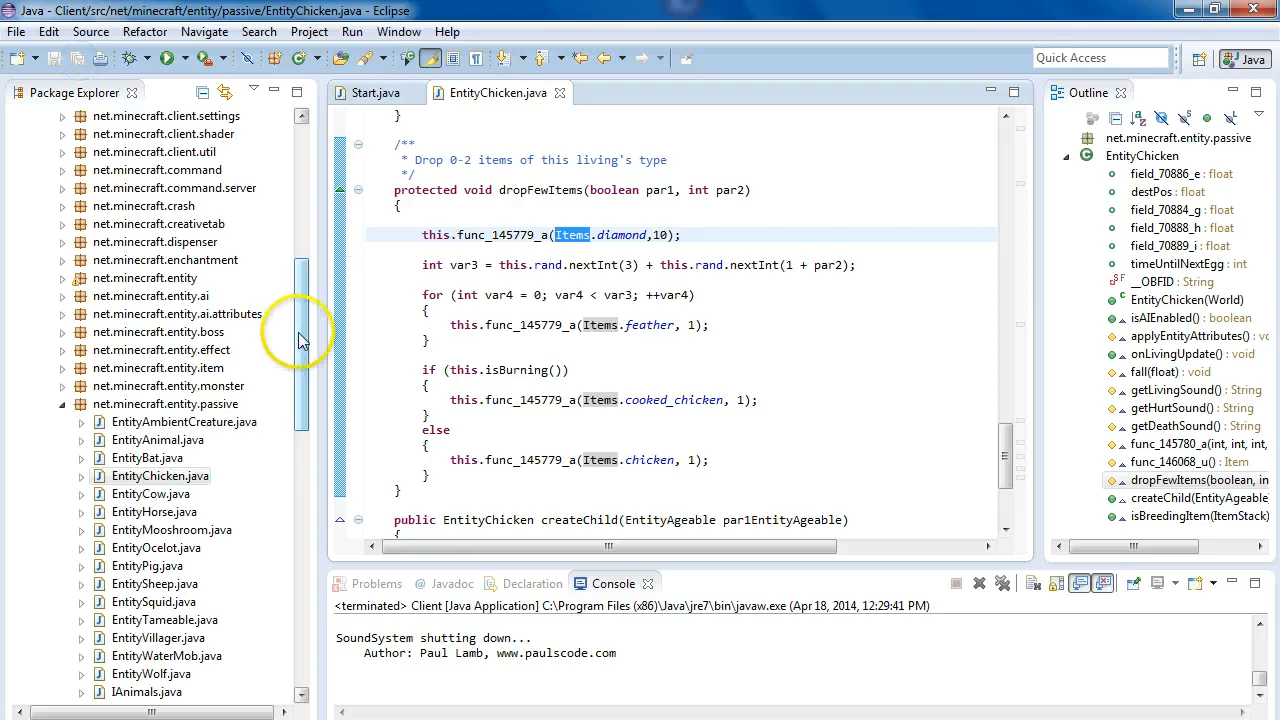 Java - Client/src/net/minecraft/entity/passive/EntityChicken.java - Eclipse
File Edit Source Refactor Navigate Search Project Run Window Help
Quick Access
Java
Package Explorer
net.minecraft.client.settings
net.minecraft.client.shader
net.minecraft.client.util
net.minecraft.command
net.minecraft.command.server
net.minecraft.crash
net.minecraft.creativetab
net.minecraft.dispenser
net.minecraft.enchantment
net.minecraft.entity
net.minecraft.entity.ai
net.minecraft.entity.ai.attributes
net.minecraft.entity.boss
net.minecraft.entity.effect
net.minecraft.entity.item
net.minecraft.entity.monster
net.minecraft.entity.passive
EntityAmbientCreature.java
EntityAnimal.java
EntityBat.java
EntityChicken.java
EntityCow.java
EntityHorse.java
EntityMooshroom.java
EntityOcelot.java
EntityPig.java
EntitySheep.java
EntitySquid.java
EntityTameable.java
EntityVillager.java
EntityWaterMob.java
EntityWolf.java
IAnimals.java
Start.java EntityChicken.java
}
/**
* Drop 0-2 items of this living's type
*/
protected void dropFewItems(boolean par1, int par2)
{
this.func_145779_a(Items.diamond,10);
int var3 = this.rand.nextInt(3) + this.rand.nextInt(1 + par2);
for (int var4 = 0; var4 < var3; ++var4)
{
this.func_145779_a(Items.feather, 1);
}
if (this.isBurning())
{
this.func_145779_a(Items.cooked_chicken, 1);
}
else
{
this.func_145779_a(Items.chicken, 1);
}
}
public EntityChicken createChild(EntityAgeable par1EntityAgeable)
{
Outline
net.minecraft.entity.passive
EntityChicken
field_70886_e : float
destPos : float
field_70884_g : float
field_70888_h : float
field_70889_i : float
timeUntilNextEgg : int
__OBFID : String
EntityChicken(World)
isAIEnabled() : boolean
applyEntityAttributes() : vc
onLivingUpdate() : void
fall(float) : void
getLivingSound() : String
getHurtSound() : String
getDeathSound() : String
func_145780_a(int, int, int,
func_146068_u() : Item
dropFewItems(boolean, in
createChild(EntityAgeable
isBreedingItem(ItemStack)
Problems @ Javadoc Declaration Console
<terminated> Client [Java Application] C:\Program Files (x86)\Java\jre7\bin\javaw.exe (Apr 18, 2014, 12:29:41 PM)
SoundSystem shutting down...
Author: Paul Lamb, www.paulscode.com